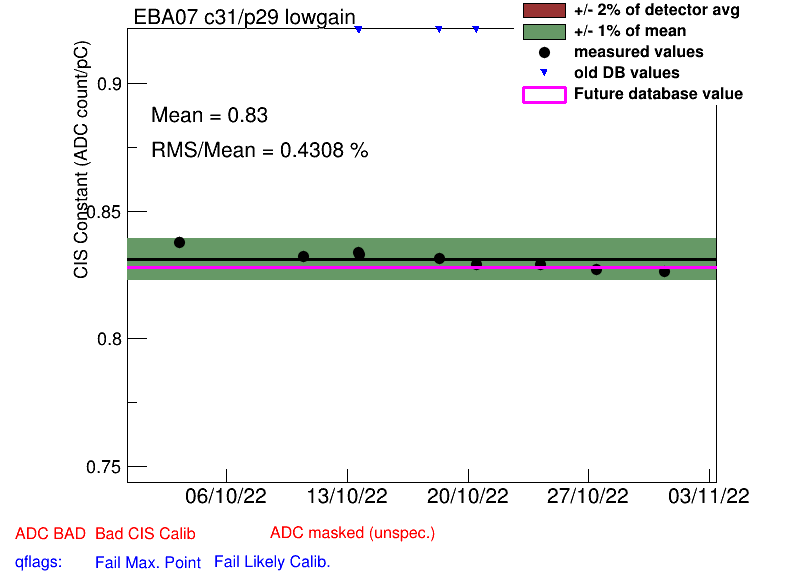 EBA07 c31/p29 lowgain
+/- 2% of detector avg
+/- 1% of mean
measured values
old DB values
Future database value
Mean = 0.83
RMS/Mean = 0.4308 %
CIS Constant (ADC count/pC)
0.9
0.85
0.8
0.75
06/10/22 13/10/22 20/10/22 27/10/22 03/11/22
ADC BAD Bad CIS Calib ADC masked (unspec.)
qflags: Fail Max. Point Fail Likely Calib.